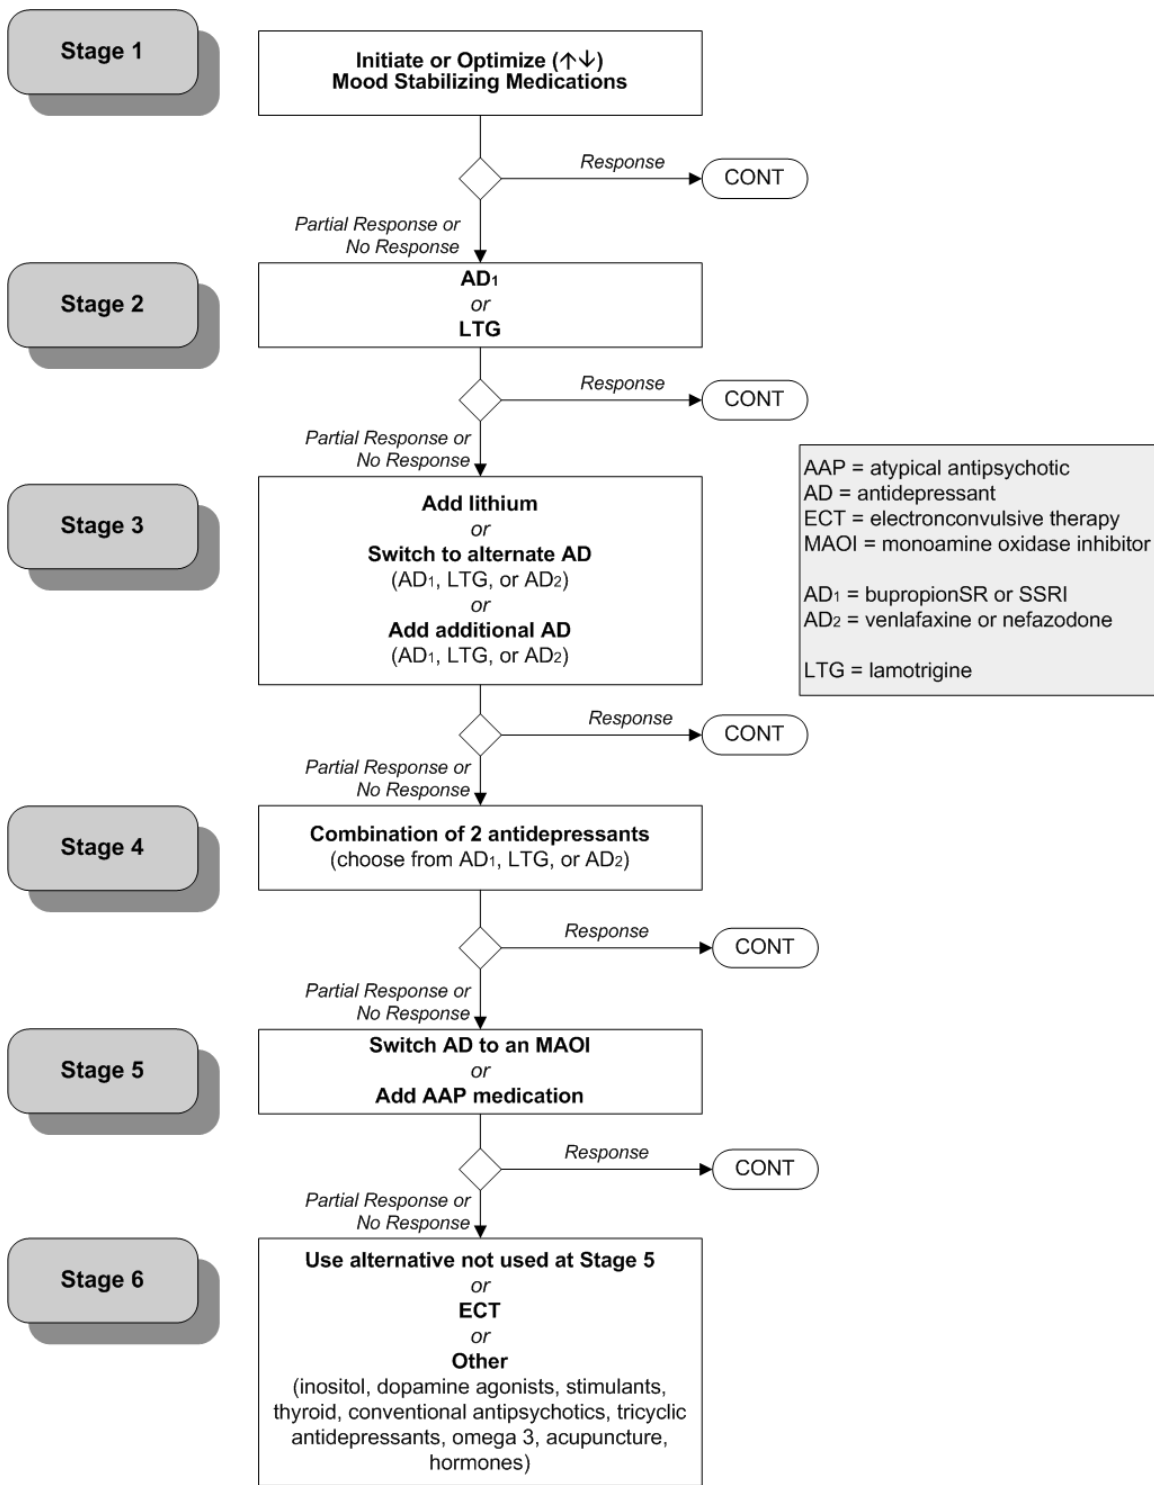 Stage 1
Initiate or Optimize (↑↓)
Mood Stabilizing Medications
Response
CONT
Partial Response or
No Response
Stage 2
AD1
or
LTG
Response
CONT
Partial Response or
No Response
Stage 3
Add lithium
or
Switch to alternate AD
(AD1, LTG, or AD2)
or
Add additional AD
(AD1, LTG, or AD2)
AAP = atypical antipsychotic
AD = antidepressant
ECT = electronconvulsive therapy
MAOI = monoamine oxidase inhibitor
AD1 = bupropionSR or SSRI
AD2 = venlafaxine or nefazodone
LTG = lamotrigine
Response
CONT
Partial Response or
No Response
Stage 4
Combination of 2 antidepressants
(choose from AD1, LTG, or AD2)
Response
CONT
Partial Response or
No Response
Stage 5
Switch AD to an MAOI
or
Add AAP medication
Response
CONT
Partial Response or
No Response
Stage 6
Use alternative not used at Stage 5
or
ECT
or
Other
(inositol, dopamine agonists, stimulants,
thyroid, conventional antipsychotics, tricyclic
antidepressants, omega 3, acupuncture,
hormones)